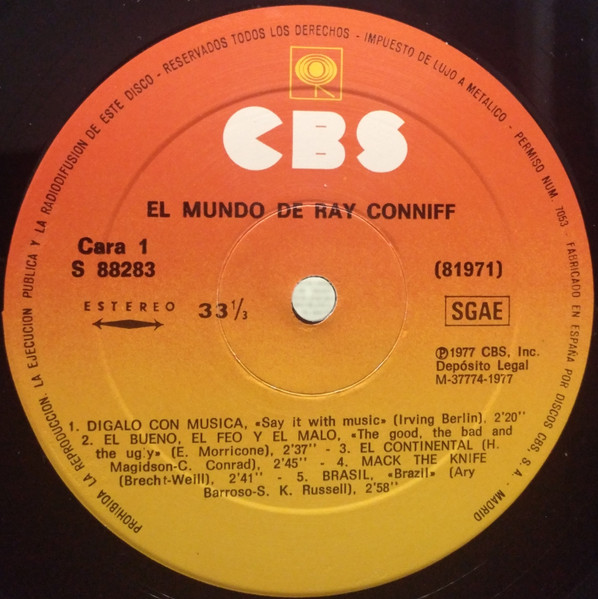 PROHIBIDA LA REPRODUCCION, LA EJECUCION PUBLICA Y LA RADIODIFUSION DE ESTE DISCO - RESERVADOS TODOS LOS DERECHOS - IMPUESTO DE LUJO A METALICO - PERMISO NUM. 7053 - FABRICADO EN ESPAÑA POR DISCOS CBS, S. A. - MADRID
CBS
EL MUNDO DE RAY CONNIFF
Cara 1
S 88283
(81971)
ESTEREO
33 1/3
SGAE
Ⓟ1977 CBS, Inc.
Depósito Legal
M-37774-1977
1. DIGALO CON MUSICA, «Say it with music» (Irving Berlin). 2'20''
2. EL BUENO, EL FEO Y EL MALO, «The good, the bad and
the ugly» (E. Morricone), 2'37'' - 3. EL CONTINENTAL (H.
Magidson-C. Conrad), 2'45'' - 4. MACK THE KNIFE
(Brecht-Weill), 2'41'' - 5. BRASIL, «Brazil» (Ary
Barroso-S. K. Russell), 2'58''